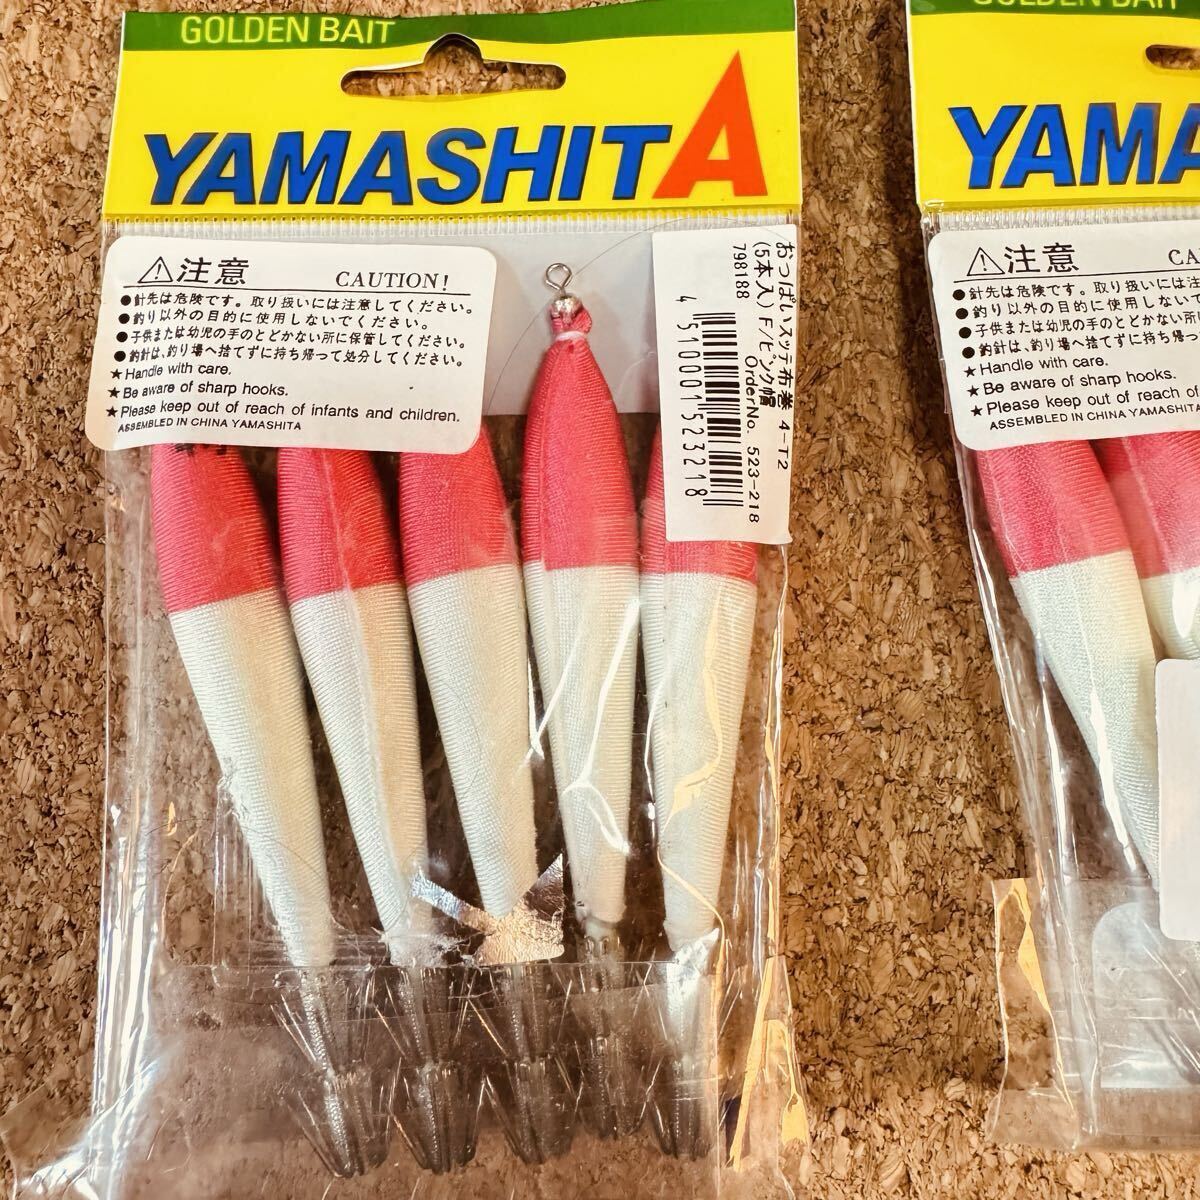 GOLDEN BAIT
YAMASHITA
⚠注意 CAUTION!
●針先は危険です。取り扱いには注意してください。
●釣り以外の目的に使用しないでください。
●子供または幼児の手のとどかない所に保管してください。
●釣針は、釣り場へ捨てずに持ち帰って処分してください。
★Handle with care.
★Be aware of sharp hooks.
★Please keep out of reach of infants and children.
ASSEMBLED IN CHINA YAMASHITA
おっぱいスッテ布巻 4-T2
(5本入) F/ピンク帽
798188 OrderNo. 523-218
4 510001 523218
GOLDEN BAIT
YAMA
⚠注意 CA
●針先は危険です。取り扱いには注
●釣り以外の目的に使用しない
●子供または幼児の手のとどかない所に
●釣針は、釣り場へ捨てずに持ち帰っ
★Handle with care.
★Be aware of sharp hooks.
★Please keep out of reach of
ASSEMBLED IN CHINA YAMASHITA